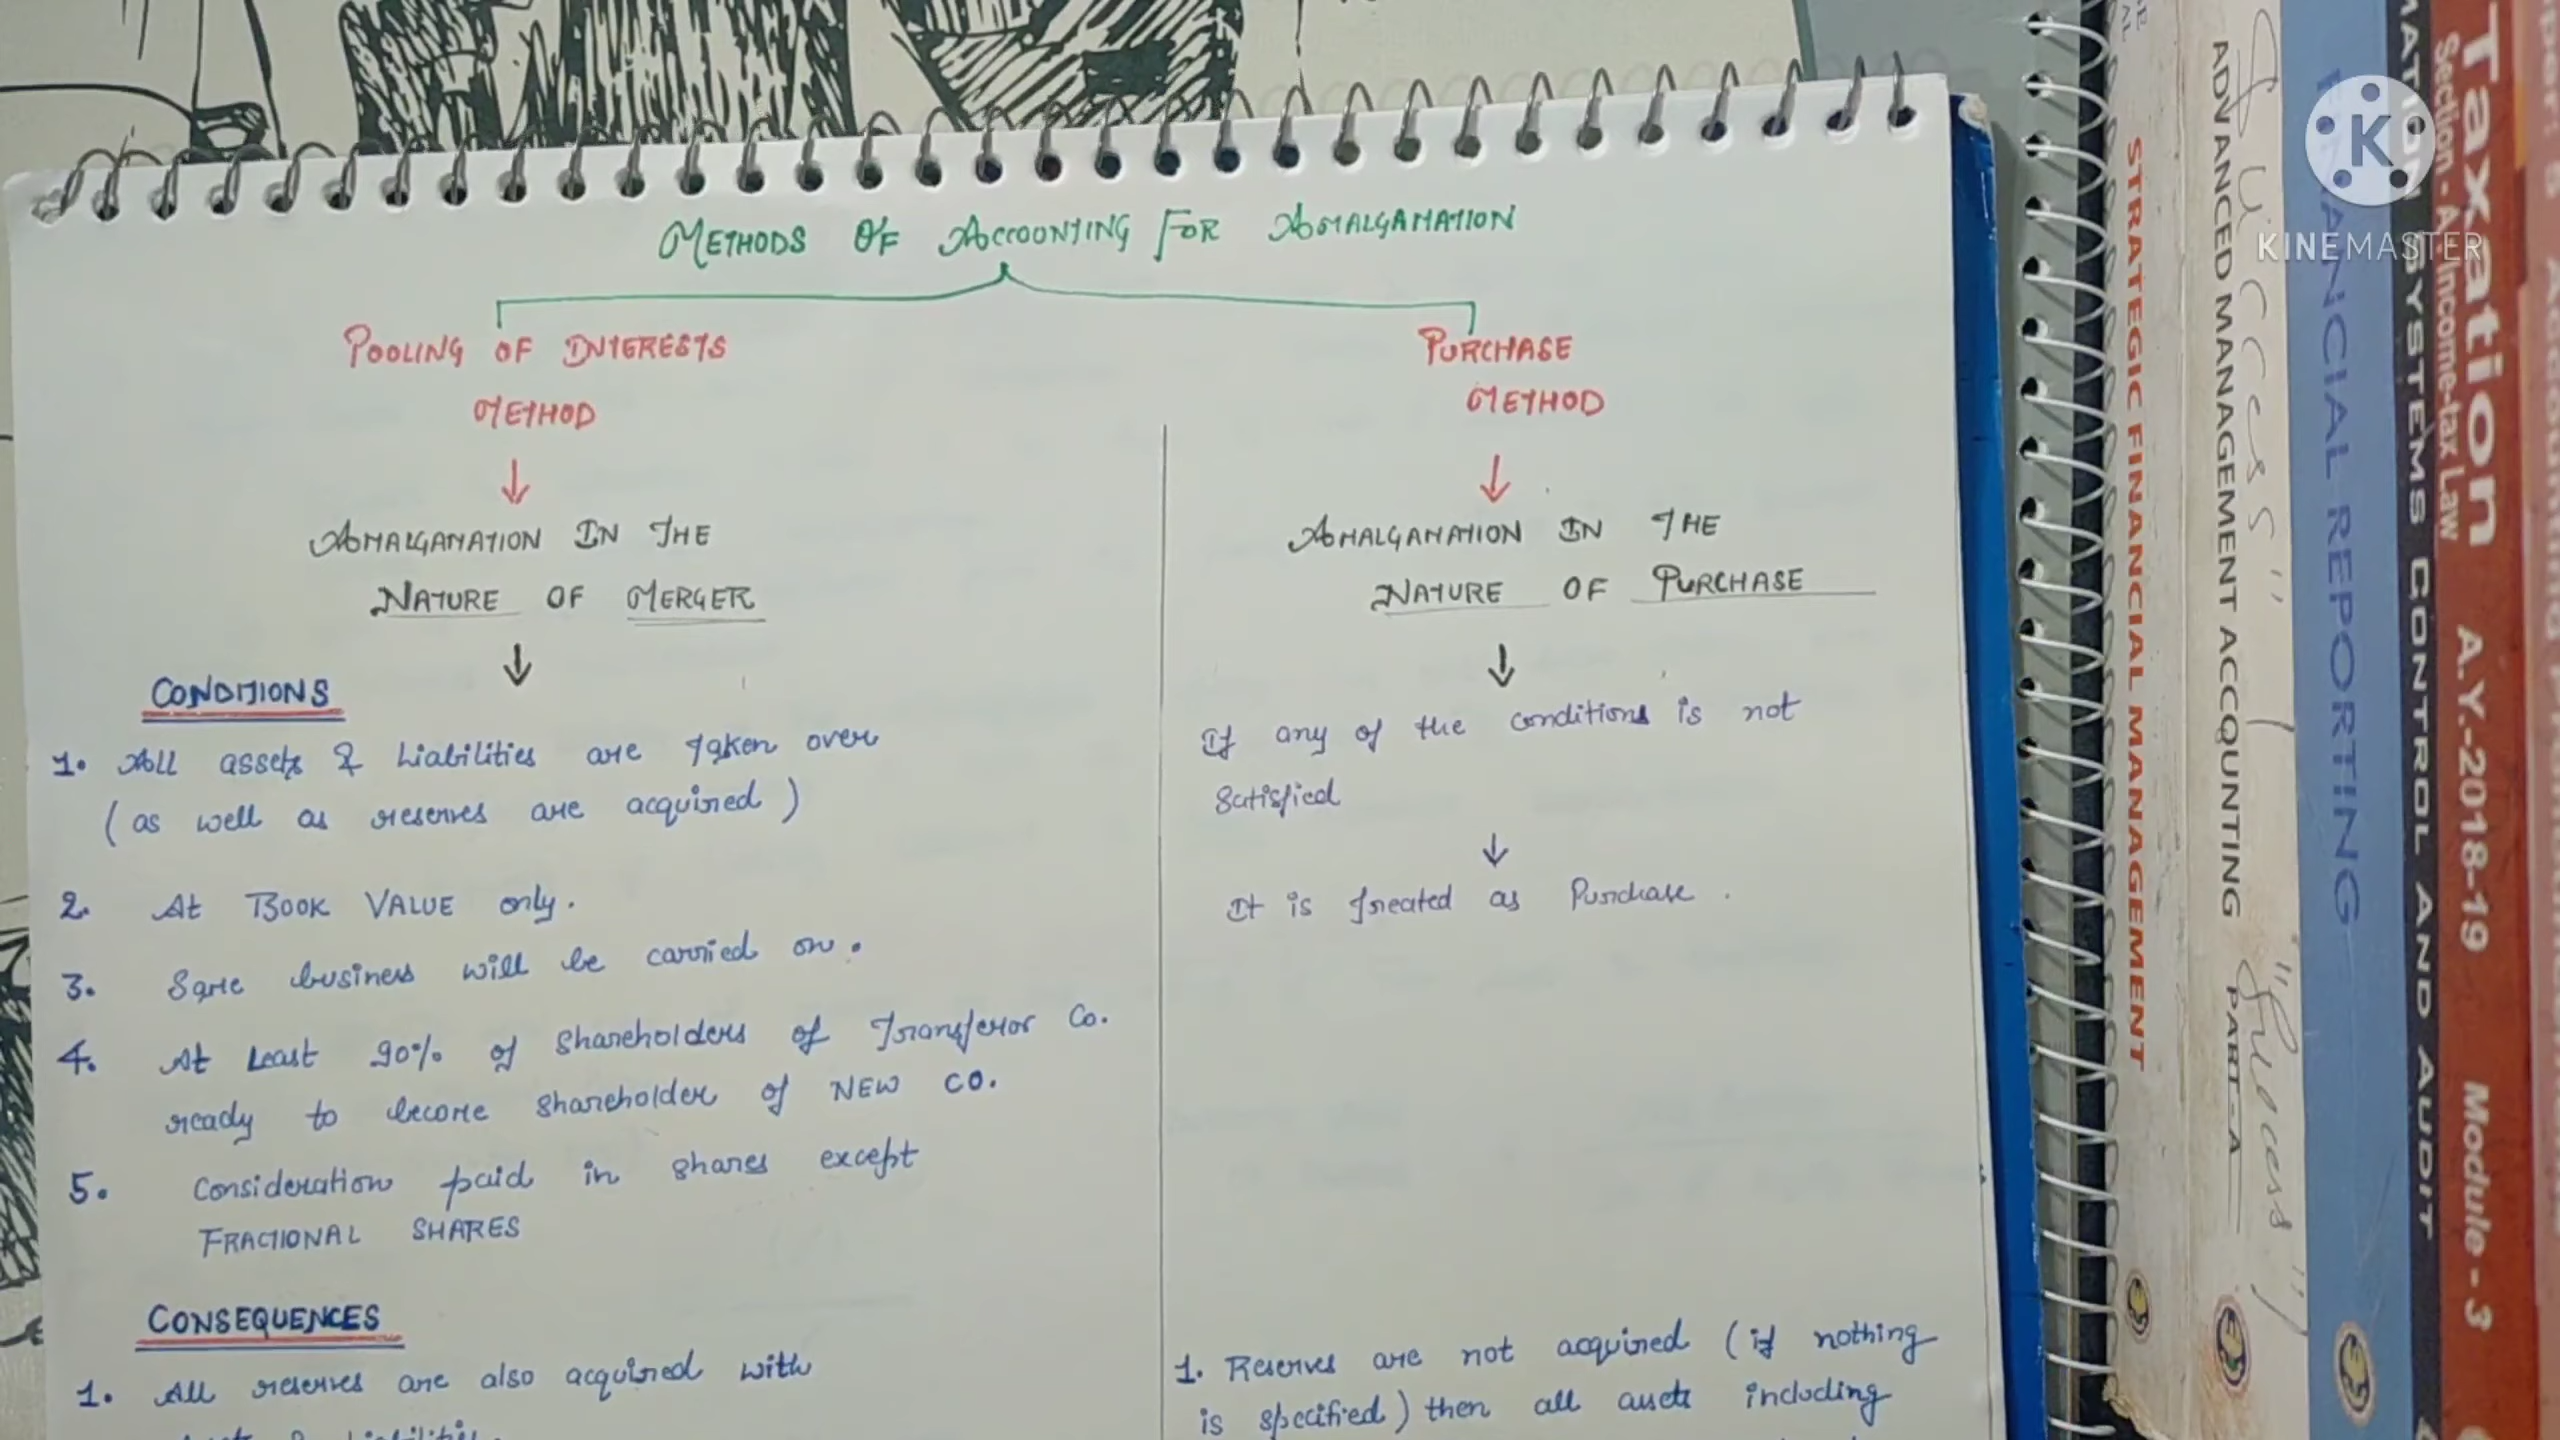 METHODS OF ACCOUNTING FOR AMALGAMATION
POOLING OF INTERESTS
METHOD
AMALGAMATION IN THE
NATURE OF MERGER
CONDITIONS
1. All assets & Liabilities are Taken over
(as well as reserves are acquired)
2. At BOOK VALUE only.
3. Same business will be carried on.
4. At Least 90% of shareholders of Transferor Co.
ready to become shareholder of NEW CO.
5. Consideration paid in shares except
FRACTIONAL SHARES
CONSEQUENCES
1. All reserves are also acquired with
PURCHASE
METHOD
AMALGAMATION IN THE
NATURE OF PURCHASE
If any of the conditions is not
satisfied
It is treated as Purchase.
1. Reserves are not acquired (if nothing
is specified) then all assets including
STRATEGIC FINANCIAL MANAGEMENT
"Success"
ADVANCED MANAGEMENT ACCOUNTING PART-A
"Success"
FINANCIAL REPORTING
SYSTEMS CONTROL AND AUDIT
Taxation A.Y.-2018-19 Module - 3
Section - A: Income-tax Law
K
KINEMASTER